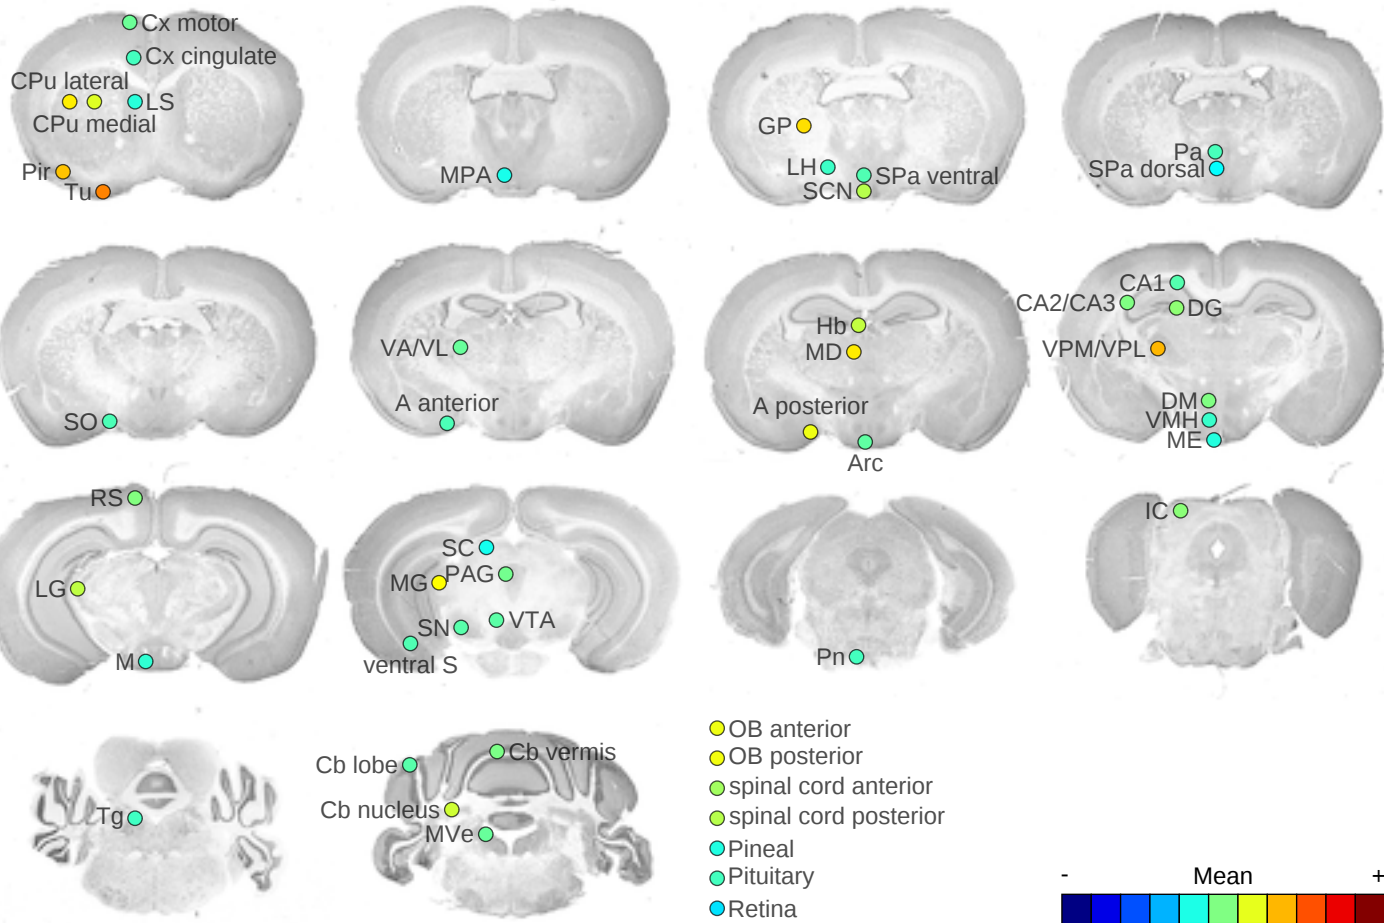 Cx motor
Cx cingulate
CPu lateral
LS
CPu medial
Pir
Tu
MPA
GP
LH
SPa ventral
SCN
Pa
SPa dorsal
SO
VA/VL
A anterior
Hb
MD
A posterior
Arc
CA1
CA2/CA3
DG
VPM/VPL
DM
VMH
ME
RS
LG
M
SC
MG
PAG
SN
VTA
ventral S
Pn
IC
Tg
Cb lobe
Cb vermis
Cb nucleus
MVe
OB anterior
OB posterior
spinal cord anterior
spinal cord posterior
Pineal
Pituitary
Retina
- Mean +